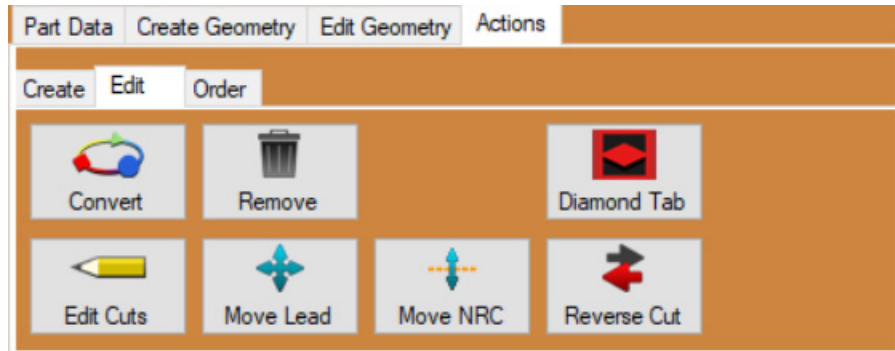 Part Data Create Geometry Edit Geometry Actions
Create Edit Order
Convert Remove Diamond Tab
Edit Cuts Move Lead Move NRC Reverse Cut